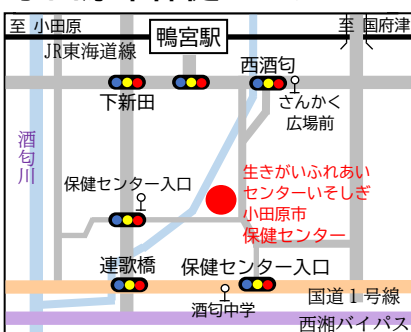 至 小田原
至 国府津
JR東海道線
鴨宮駅
西酒匂
下新田
さんかく
広場前
酒匂川
保健センター入口
生きがいふれあい
センターいそしぎ
小田原市
保健センター
連歌橋
保健センター入口
酒匂中学
国道１号線
西湘バイパス